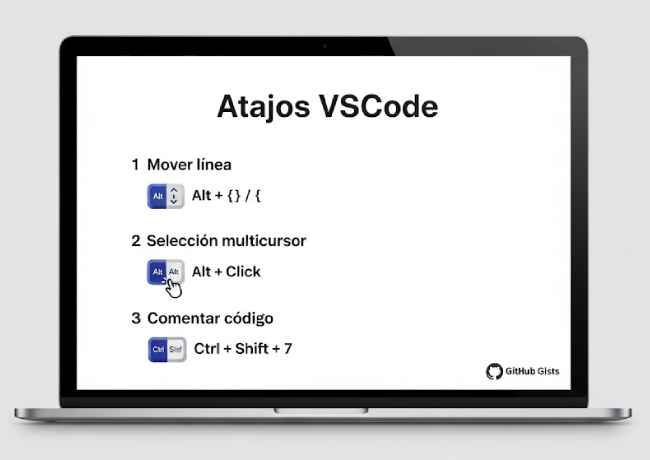 Atajos VSCode
1 Mover línea
Alt
Alt + {} / {
2 Selección multicursor
Alt Alt
Alt + Click
3 Comentar código
Ctrl
Ctrl + Shift + 7
GitHub Gists